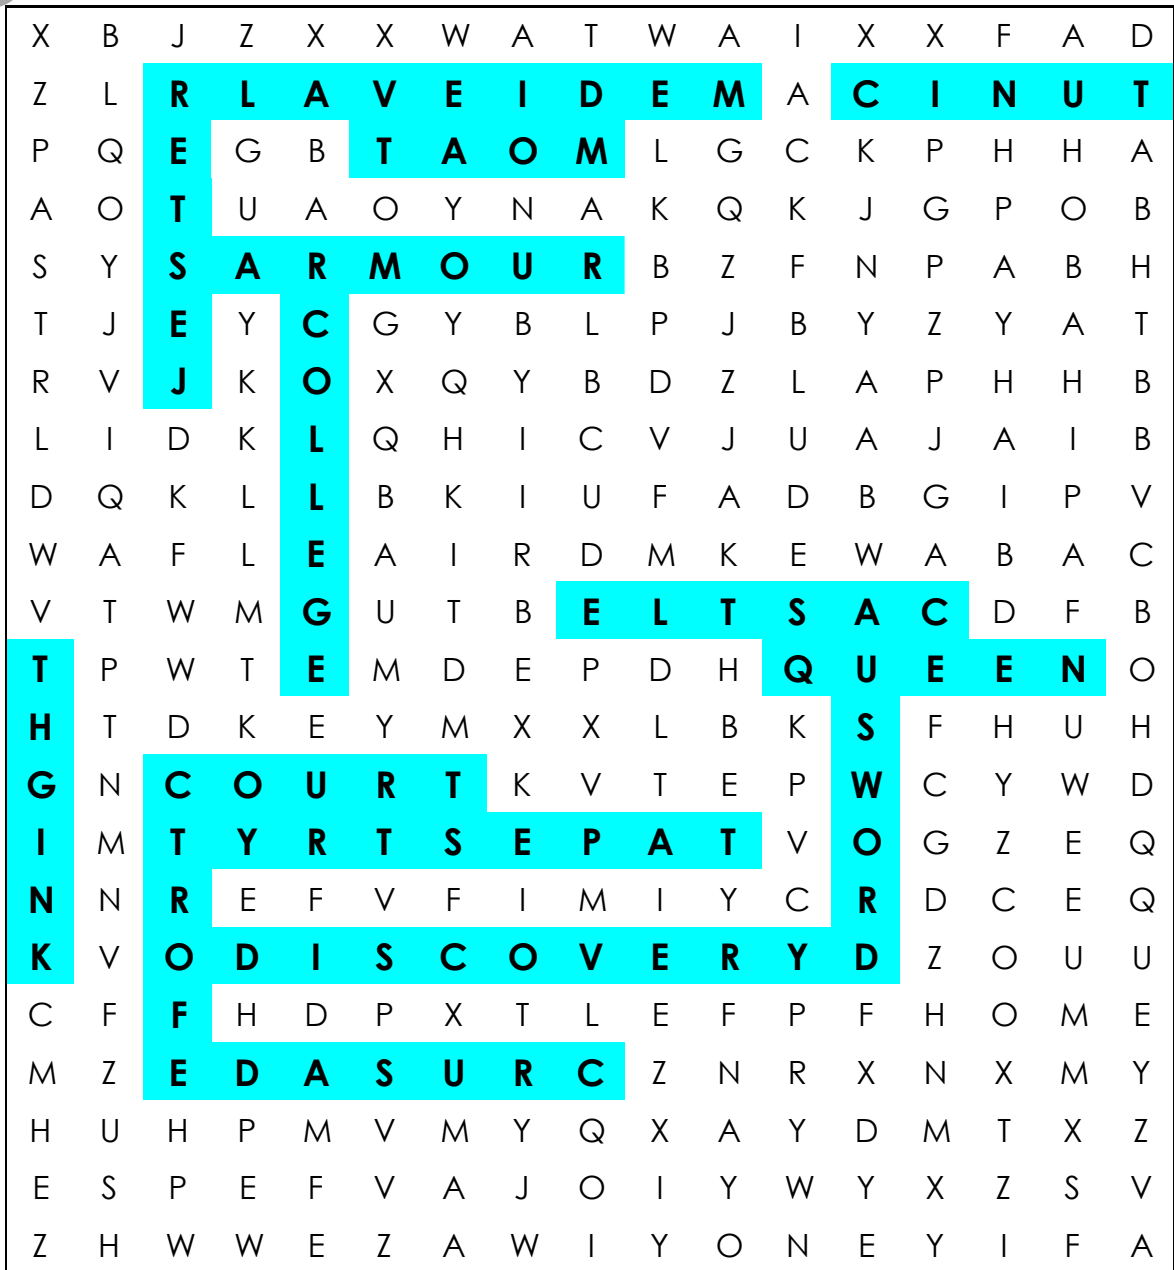 X B J Z X X W A T W A I X X F A D
Z L R L A V E I D E M A C I N U T
P Q E G B T A O M L G C K P H H A
A O T U A O Y N A K Q K J G P O B
S Y S A R M O U R B Z F N P A B H
T J E Y C G Y B L P J B Y Z Y A T
R V J K O X Q Y B D Z L A P H H B
L I D K L Q H I C V J U A J A I B
D Q K L L B K I U F A D B G I P V
W A F L E A I R D M K E W A B A C
V T W M G U T B E L T S A C D F B
T P W T E M D E P D H Q U E E N O
H T D K E Y M X X L B K S F H U H
G N C O U R T K V T E P W C Y W D
I M T Y R T S E P A T V O G Z E Q
N N R E F V F I M I Y C R D C E Q
K V O D I S C O V E R Y D Z O U U
C F F H D P X T L E F P F H O M E
M Z E D A S U R C Z N R X N X M Y
H U H P M V M Y Q X A Y D M T X Z
E S P E F V A J O I Y W Y X Z S V
Z H W W E Z A W I Y O N E Y I F A